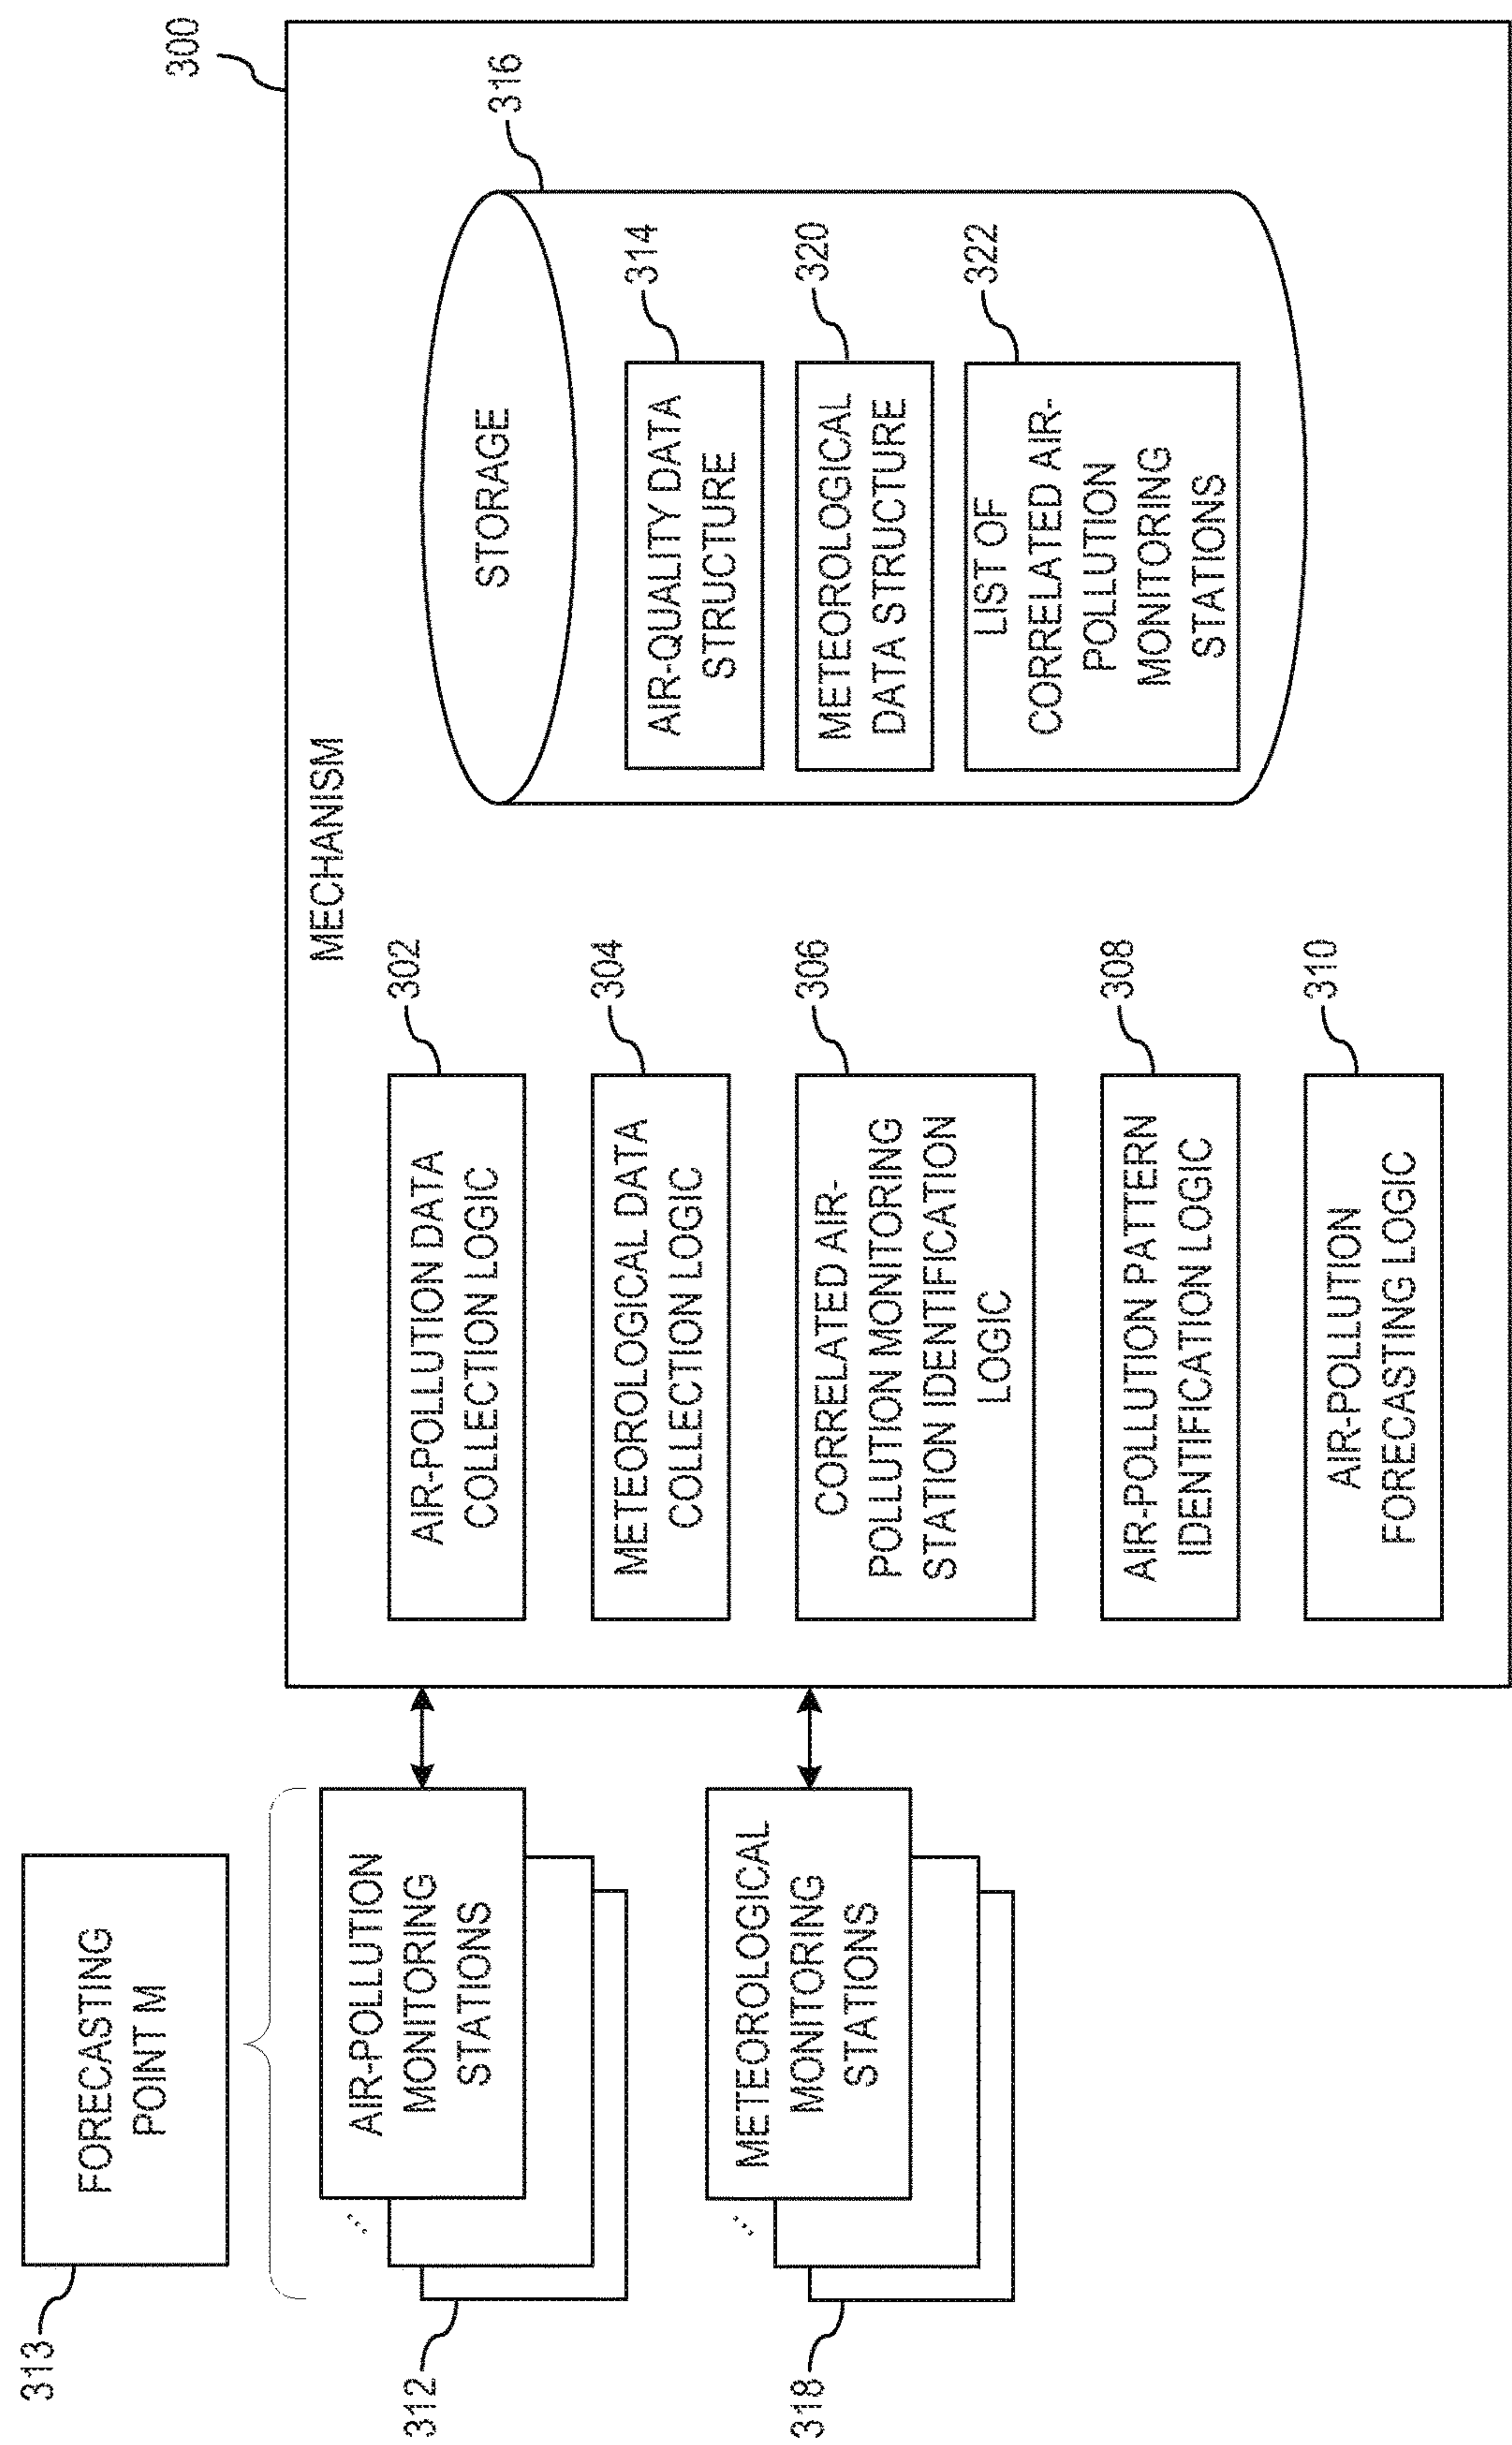 300
313
FORECASTING
POINT M
MECHANISM
312
AIR-POLLUTION
MONITORING
STATIONS
302
AIR-POLLUTION DATA
COLLECTION LOGIC
304
METEOROLOGICAL DATA
COLLECTION LOGIC
318
METEOROLOGICAL
MONITORING
STATIONS
306
CORRELATED AIR-
POLLUTION MONITORING
STATION IDENTIFICATION
LOGIC
308
AIR-POLLUTION PATTERN
IDENTIFICATION LOGIC
310
AIR-POLLUTION
FORECASTING LOGIC
316
STORAGE
314
AIR-QUALITY DATA
STRUCTURE
320
METEOROLOGICAL
DATA STRUCTURE
322
LIST OF
CORRELATED AIR-
POLLUTION
MONITORING
STATIONS